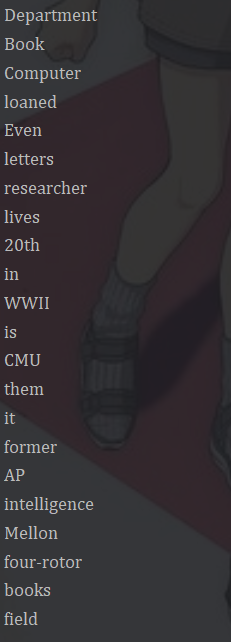 Department
Book
Computer
loaned
Even
letters
researcher
lives
20th
in
WWII
is
CMU
them
it
former
AP
intelligence
Mellon
four-rotor
books
field